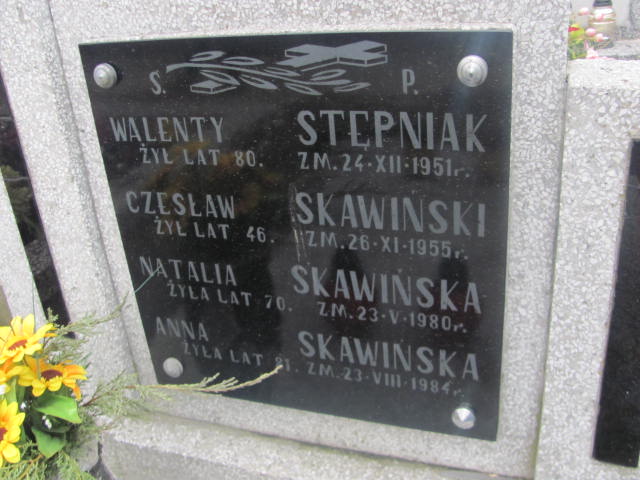 Ś. P.
WALENTY STĘPNIAK
ŻYŁ LAT 80. ZM. 24·XII·1951r.
CZESŁAW SKAWIŃSKI
ŻYŁ LAT 46. ZM. 26·XI·1955r.
NATALIA SKAWIŃSKA
ŻYŁA LAT 70. ZM. 23·V·1980r.
ANNA SKAWIŃSKA
ŻYŁA LAT 81. ZM. 23·VIII·1984r.